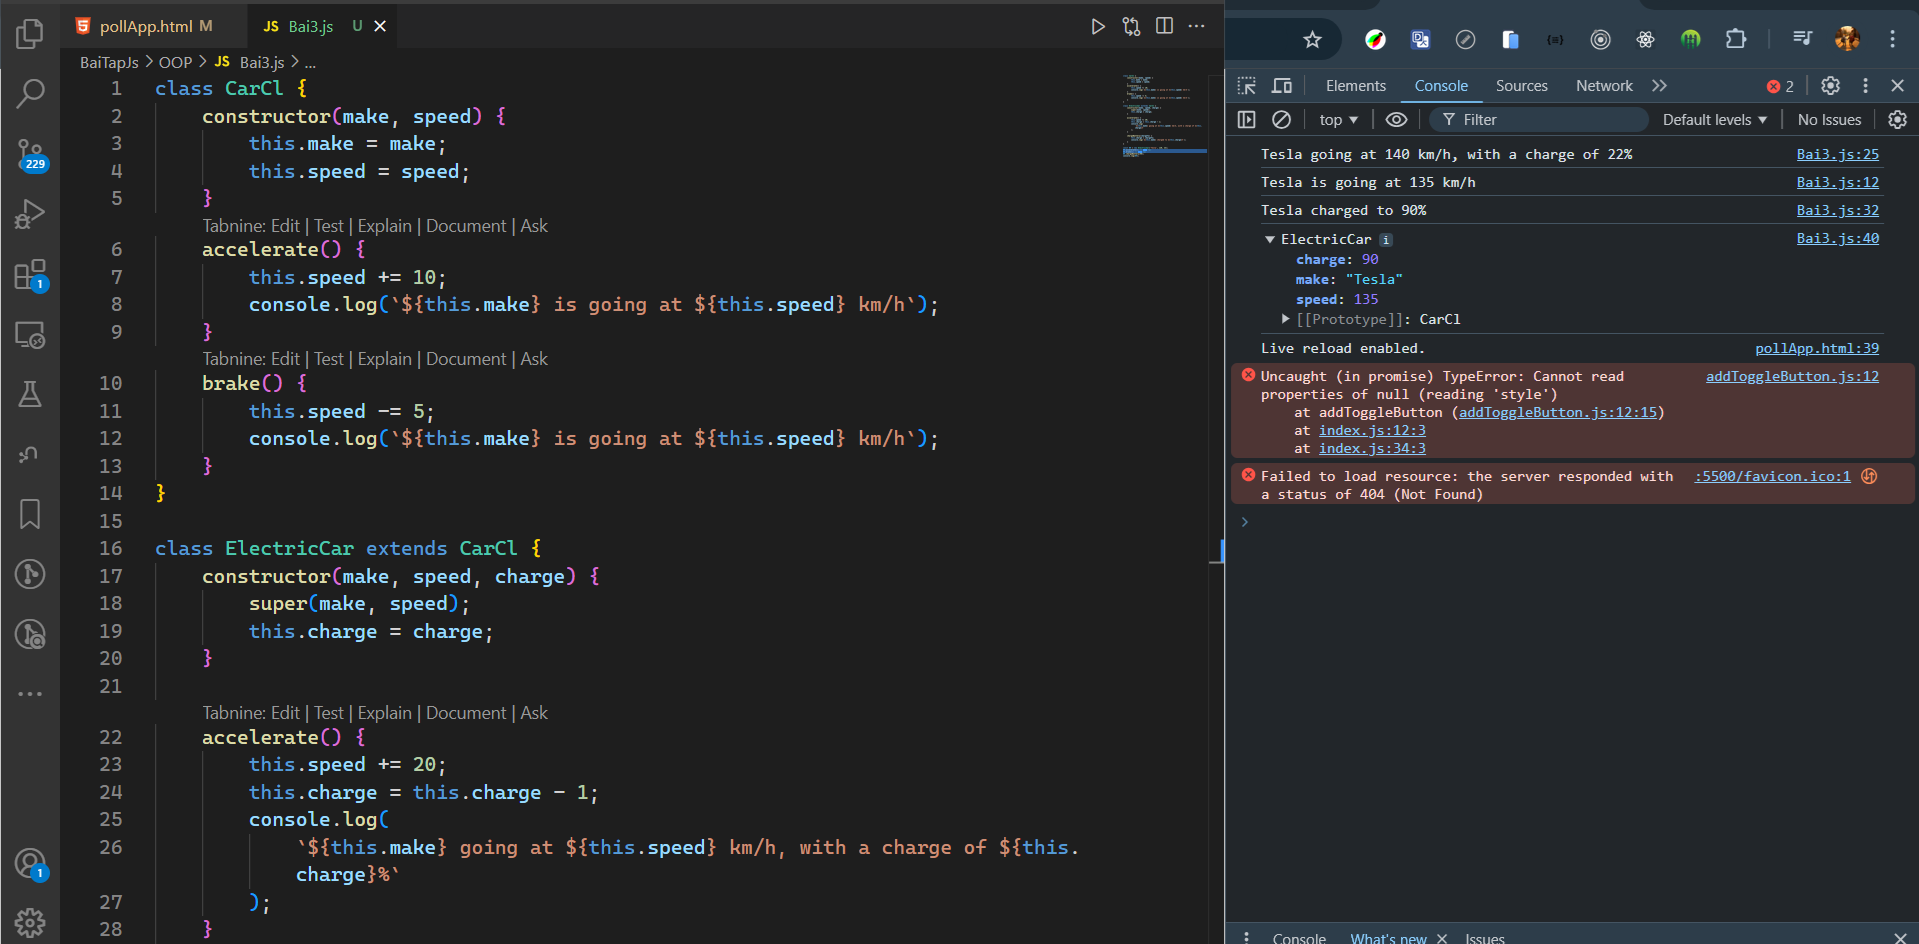 pollApp.html M
JS Bai3.js U
BaiTapJs > OOP > JS Bai3.js > ...
1 class CarCl {
2 constructor(make, speed) {
3 this.make = make;
4 this.speed = speed;
5 }
Tabnine: Edit | Test | Explain | Document | Ask
6 accelerate() {
7 this.speed += 10;
8 console.log(`${this.make} is going at ${this.speed} km/h`);
9 }
Tabnine: Edit | Test | Explain | Document | Ask
10 brake() {
11 this.speed -= 5;
12 console.log(`${this.make} is going at ${this.speed} km/h`);
13 }
14 }
15
16 class ElectricCar extends CarCl {
17 constructor(make, speed, charge) {
18 super(make, speed);
19 this.charge = charge;
20 }
21
Tabnine: Edit | Test | Explain | Document | Ask
22 accelerate() {
23 this.speed += 20;
24 this.charge = this.charge - 1;
25 console.log(
26 `${this.make} going at ${this.speed} km/h, with a charge of ${this.
charge}%`
27 );
28 }
229
1
1
Elements Console Sources Network 2
top Filter Default levels No Issues
Tesla going at 140 km/h, with a charge of 22% Bai3.js:25
Tesla is going at 135 km/h Bai3.js:12
Tesla charged to 90% Bai3.js:32
ElectricCar i Bai3.js:40
charge: 90
make: "Tesla"
speed: 135
[[Prototype]]: CarCl
Live reload enabled. pollApp.html:39
Uncaught (in promise) TypeError: Cannot read addToggleButton.js:12
properties of null (reading 'style')
at addToggleButton (addToggleButton.js:12:15)
at index.js:12:3
at index.js:34:3
Failed to load resource: the server responded with :5500/favicon.ico:1
a status of 404 (Not Found)
Console What's new Issues